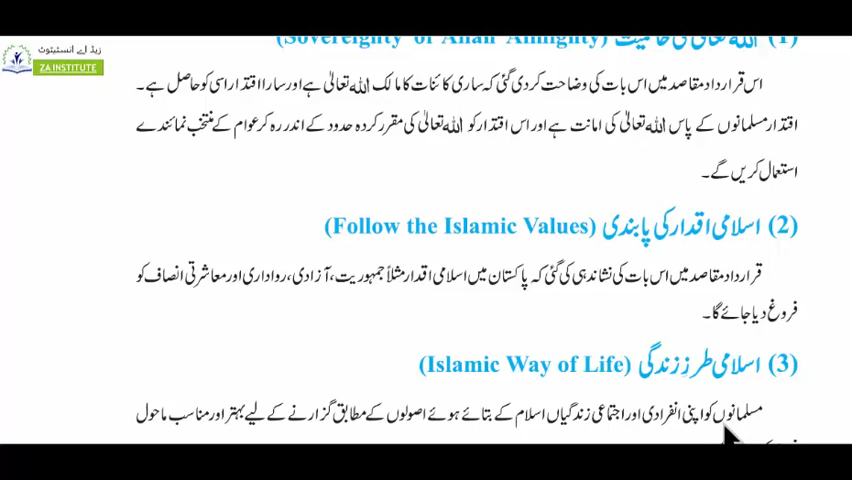 زیڈ اے انسٹیٹوٹ
ZA INSTITUTE
(1) اللہ تعالیٰ کی حاکمیت (Sovereignty of Allah Almighty)
اس قرارداد مقاصد میں اس بات کی وضاحت کردی گئی کہ ساری کائنات کا مالک اللہ تعالیٰ ہے اور سارا اقتدار اسی کو حاصل ہے۔
اقتدار مسلمانوں کے پاس اللہ تعالیٰ کی امانت ہے اور اس اقتدار کو اللہ تعالیٰ کی مقرر کردہ حدود کے اندر رہ کر عوام کے منتخب نمائندے
استعمال کریں گے۔
(2) اسلامی اقدار کی پابندی (Follow the Islamic Values)
قرارداد مقاصد میں اس بات کی نشاندہی کی گئی کہ پاکستان میں اسلامی اقدار مثلاً جمہوریت، آزادی، رواداری اور معاشرتی انصاف کو
فروغ دیا جائے گا۔
(3) اسلامی طرزِ زندگی (Islamic Way of Life)
مسلمانوں کو اپنی انفرادی اور اجتماعی زندگیاں اسلام کے بتائے ہوئے اصولوں کے مطابق گزارنے کے لیے بہتر اور مناسب ماحول